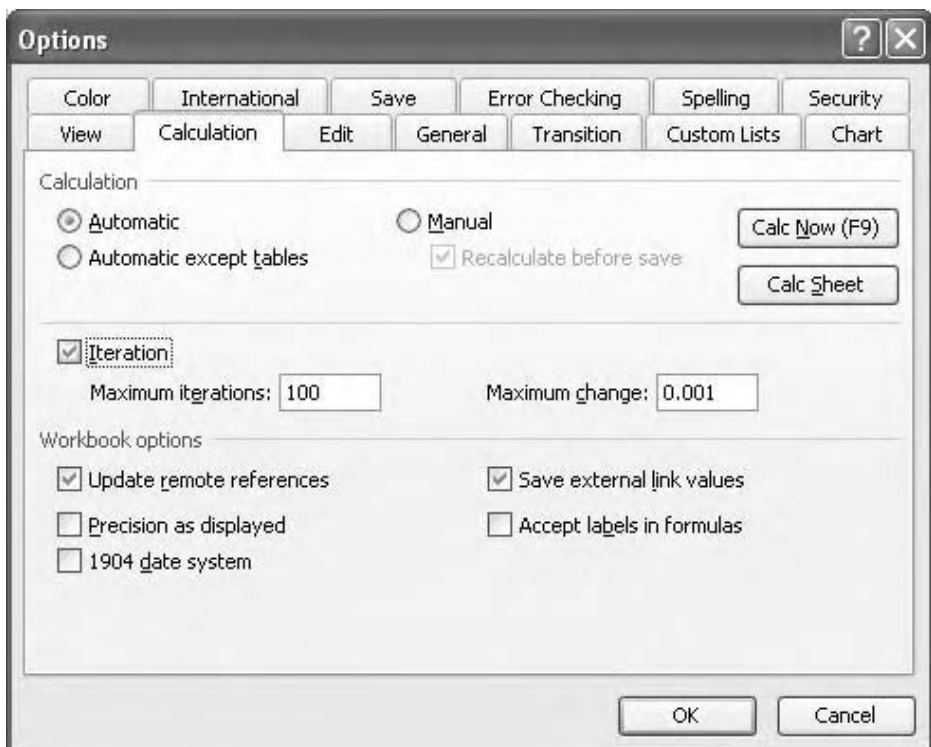 Options
Color International Save Error Checking Spelling Security
View Calculation Edit General Transition Custom Lists Chart
Calculation
Automatic Manual Calc Now (F9)
Automatic except tables Recalculate before save
Calc Sheet
Iteration
Maximum iterations: 100 Maximum change: 0.001
Workbook options
Update remote references Save external link values
Precision as displayed Accept labels in formulas
1904 date system
OK Cancel